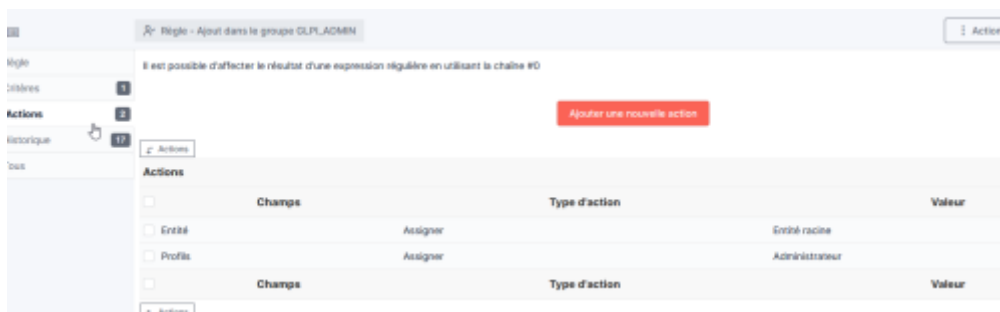 Règle - Ajout dans le groupe GLPI_ADMIN
Action
Règle
Il est possible d'affecter le résultat d'une expression régulière en utilisant la chaîne #0
Critères 1
Actions 2
Ajouter une nouvelle action
Historique 17
Actions
Tous
Actions
Champs Type d'action Valeur
Entité Assigner Entité racine
Profils Assigner Administrateur
Champs Type d'action Valeur
Actions